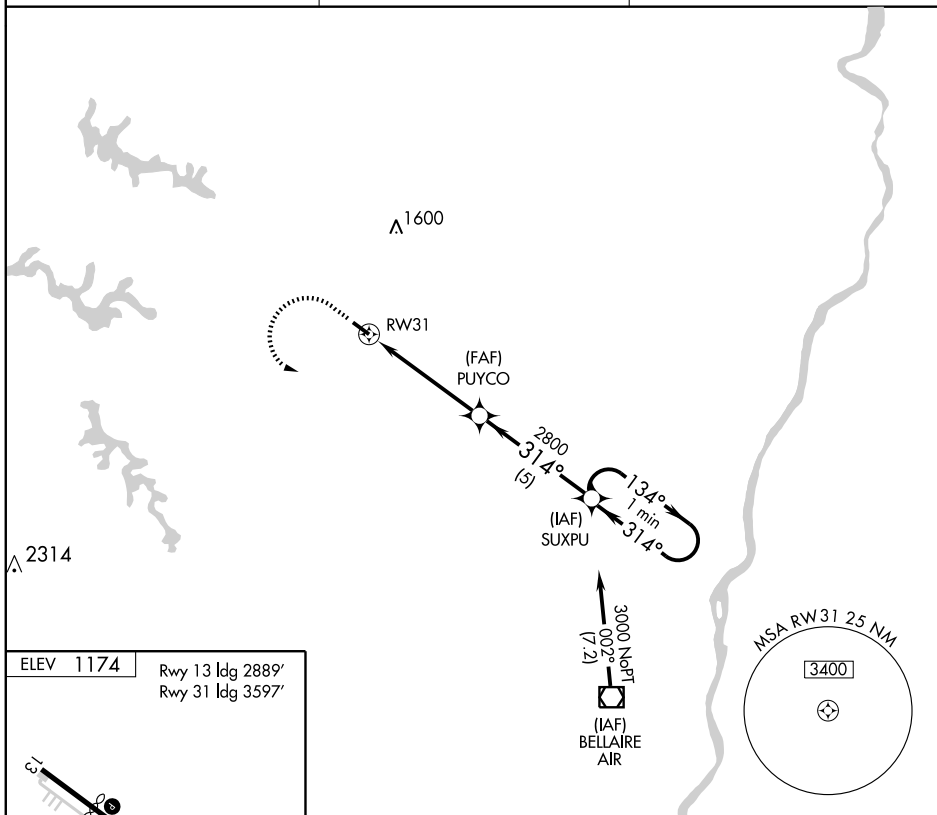 1600
RW31
(FAF)
PUYCO
2800
314°
(5)
134°
1 min
314°
(IAF)
SUXPU
2314
3000 NoPT
002°
(7.2)
(IAF)
BELLAIRE
AIR
MSA RW31 25 NM
3400
ELEV 1174
Rwy 13 ldg 2889'
Rwy 31 ldg 3597'
13
P